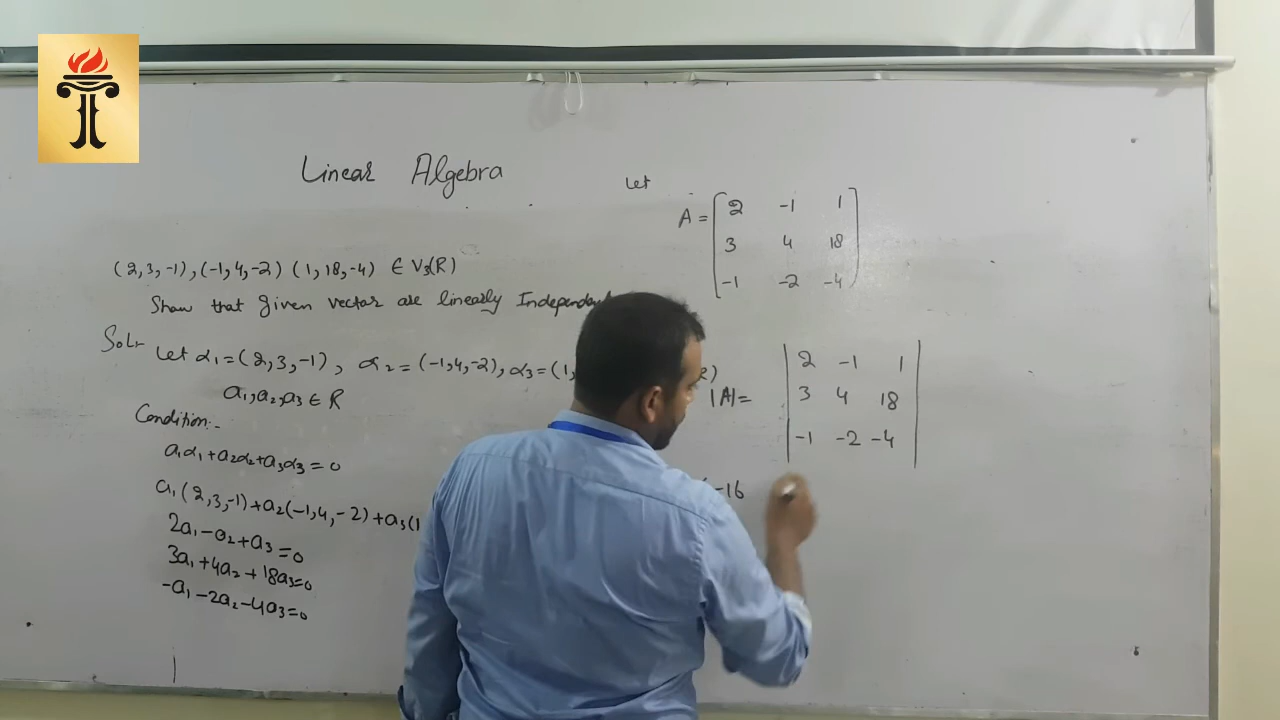 Linear Algebra
(2,3,-1), (-1,4,-2) (1,18,-4) ∈ V3(R)
Show that given vector are linearly
Soln Let α1=(2,3,-1), α2=(-1,4,-2), α3=(1,
a1,a2,a3 ∈ R
Condition:-
a1α1+a2α2+a3α3=0
a1(2,3,-1)+a2(-1,4,-2)+a3(1
2a1-a2+a3=0
3a1+4a2+18a3=0
-a1-2a2-4a3=0
Let
A= 2 -1 1
3 4 18
-1 -2 -4
|A|= 2 -1 1
3 4 18
-1 -2 -4
-16